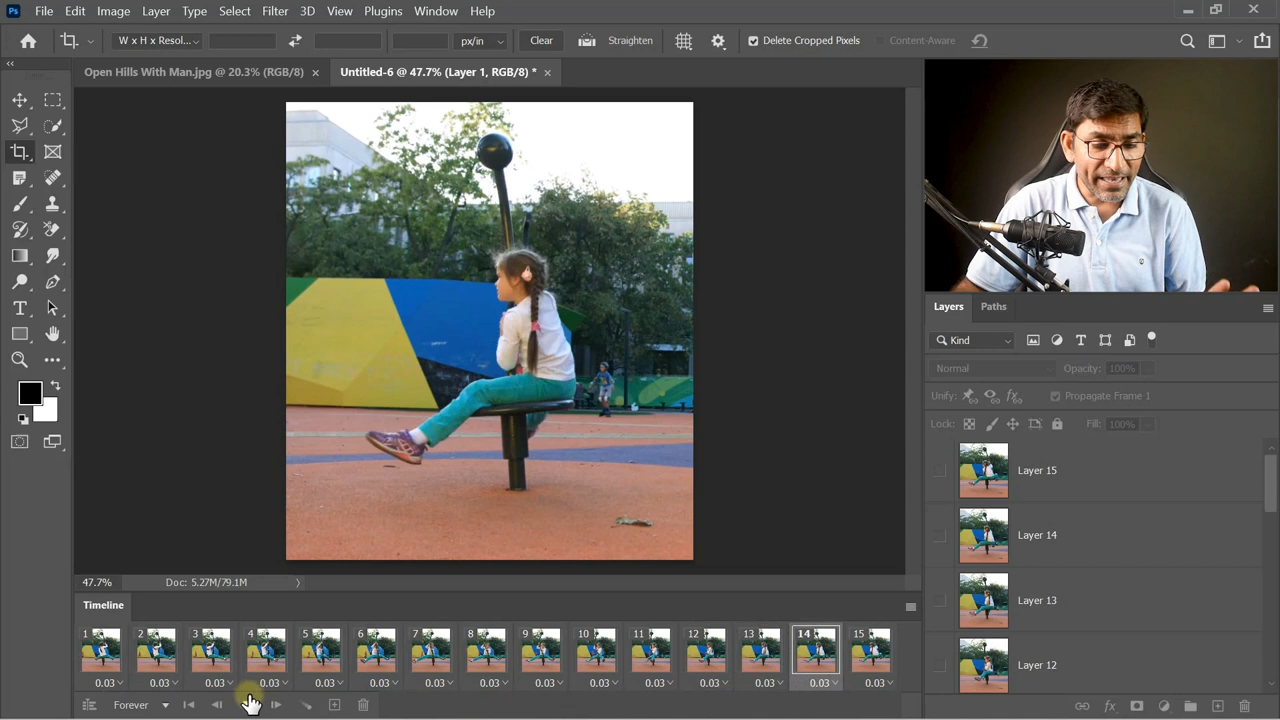 Ps File Edit Image Layer Type Select Filter 3D View Plugins Window Help
W x H x Resol... px/in Clear Straighten Delete Cropped Pixels Content-Aware
Open Hills With Man.jpg @ 20.3% (RGB/8) × Untitled-6 @ 47.7% (Layer 1, RGB/8) * ×
Layers Paths
Kind
Normal Opacity: 100%
Unify: Propagate Frame 1
Lock: Fill: 100%
Layer 15
Layer 14
Layer 13
Layer 12
47.7% Doc: 5.27M/79.1M
Timeline
1 2 3 4 5 6 7 8 9 10 11 12 13 14 15
0.03 0.03 0.03 0.03 0.03 0.03 0.03 0.03 0.03 0.03 0.03 0.03 0.03 0.03 0.03
Forever